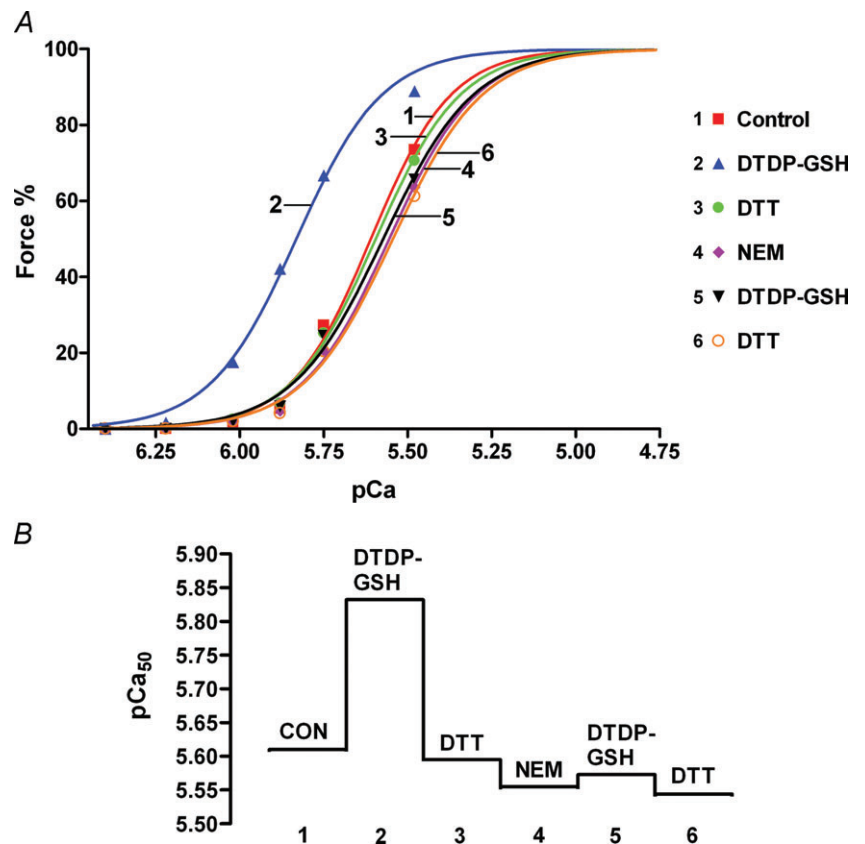 A
Force %
100
80
60
40
20
0
6.25 6.00 5.75 5.50 5.25 5.00 4.75
pCa
1
2
3
4
5
6
1 Control
2 DTDP-GSH
3 DTT
4 NEM
5 DTDP-GSH
6 DTT
B
pCa50
5.90
5.85
5.80
5.75
5.70
5.65
5.60
5.55
5.50
CON
DTDP-
GSH
DTT
NEM
DTDP-
GSH
DTT
1 2 3 4 5 6